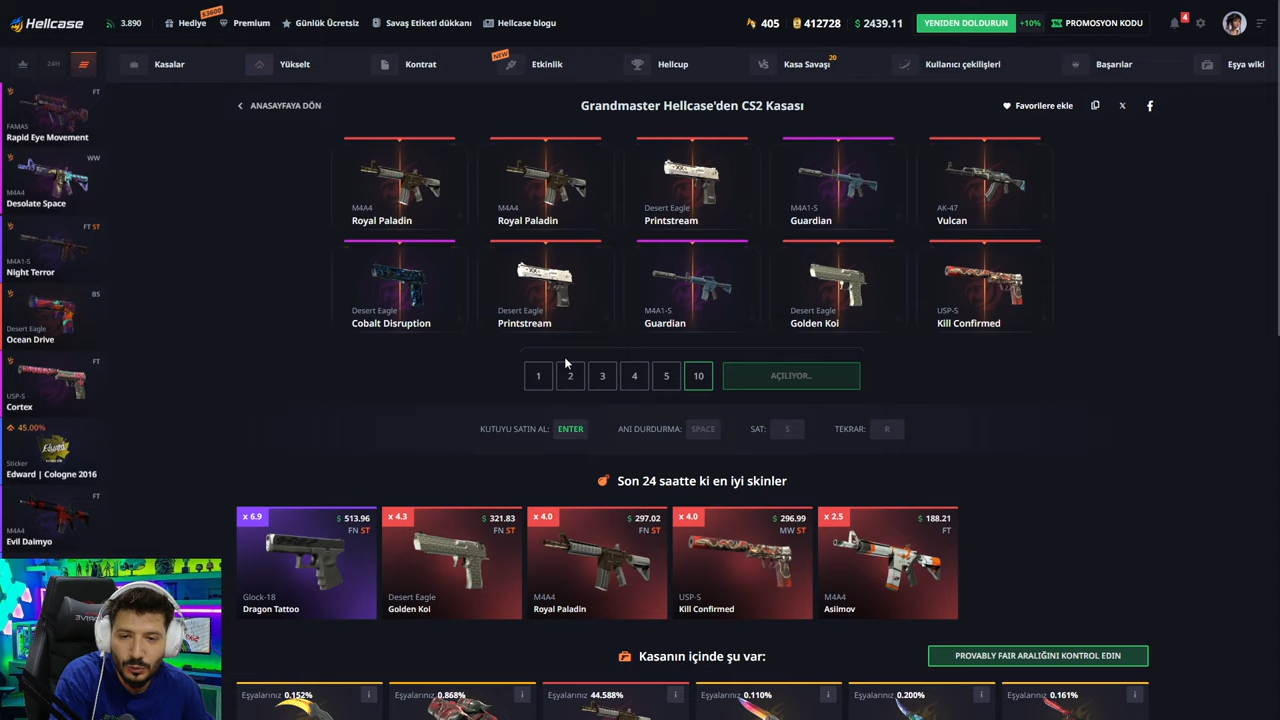 Hellcase
3.890
Hediye
$3600
Premium
Günlük Ücretsiz
Savaş Etiketi dükkanı
Hellcase blogu
405
412728
$ 2439.11
YENİDEN DOLDURUN
+10%
PROMOSYON KODU
4
24H
Kasalar
Yükselt
Kontrat
NEW
Etkinlik
Hellcup
Kasa Savaşı
20
Kullanıcı çekilişleri
Başarılar
Eşya wiki
FT
FAMAS
Rapid Eye Movement
WW
M4A4
Desolate Space
FT ST
M4A1-S
Night Terror
BS
Desert Eagle
Ocean Drive
FT
USP-S
Cortex
45.00%
Sticker
Edward | Cologne 2016
FT
M4A4
Evil Daimyo
ANASAYFAYA DÖN
Grandmaster Hellcase'den CS2 Kasası
Favorilere ekle
M4A4
Royal Paladin
M4A4
Royal Paladin
Desert Eagle
Printstream
M4A1-S
Guardian
AK-47
Vulcan
Desert Eagle
Cobalt Disruption
Desert Eagle
Printstream
M4A1-S
Guardian
Desert Eagle
Golden Koi
USP-S
Kill Confirmed
1 2 3 4 5 10
AÇILIYOR..
KUTUYU SATIN AL: ENTER
ANI DURDURMA: SPACE
SAT: S
TEKRAR: R
Son 24 saatte ki en iyi skinler
x 6.9
$ 513.96
FN ST
Glock-18
Dragon Tattoo
x 4.3
$ 321.83
FN ST
Desert Eagle
Golden Koi
x 4.0
$ 297.02
FN ST
M4A4
Royal Paladin
x 4.0
$ 296.99
MW ST
USP-S
Kill Confirmed
x 2.5
$ 188.21
FT
M4A4
Asiimov
Kasanın içinde şu var:
PROVABLY FAIR ARALIĞINI KONTROL EDIN
Eşyalarınız 0.152%
Eşyalarınız 0.868%
Eşyalarınız 44.588%
Eşyalarınız 0.110%
Eşyalarınız 0.200%
Eşyalarınız 0.161%